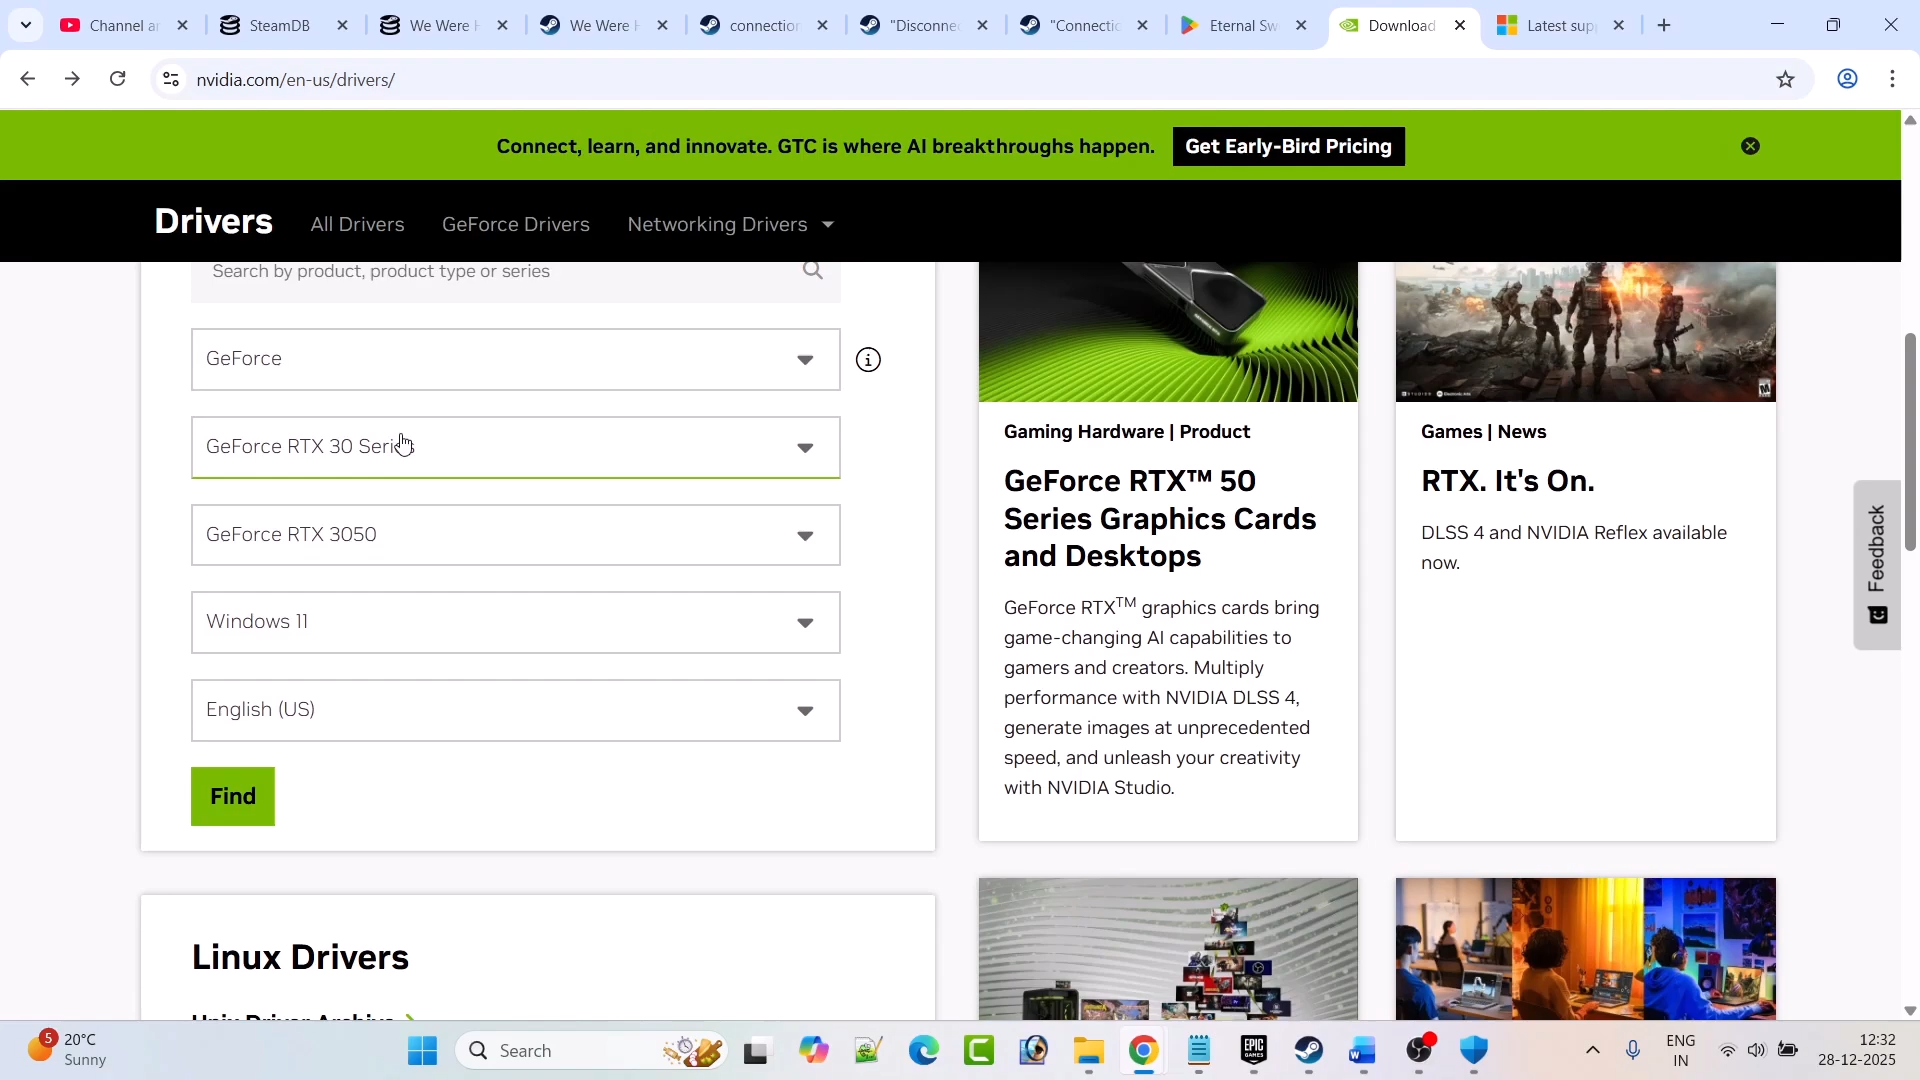 Channel an
SteamDB
We Were H
We Were H
connection
"Disconnec
"Connectio
Eternal Sw
Download
Latest sup
nvidia.com/en-us/drivers/
Connect, learn, and innovate. GTC is where AI breakthroughs happen.
Get Early-Bird Pricing
Drivers
All Drivers
GeForce Drivers
Networking Drivers
Search by product, product type or series
GeForce
GeForce RTX 30 Series
GeForce RTX 3050
Windows 11
English (US)
Find
Linux Drivers
Unix Driver Archive
Gaming Hardware | Product
GeForce RTX™ 50
Series Graphics Cards
and Desktops
GeForce RTX™ graphics cards bring
game-changing AI capabilities to
gamers and creators. Multiply
performance with NVIDIA DLSS 4,
generate images at unprecedented
speed, and unleash your creativity
with NVIDIA Studio.
Games | News
RTX. It's On.
DLSS 4 and NVIDIA Reflex available
now.
Feedback
5
20°C
Sunny
Search
EPIC GAMES
ENG
IN
12:32
28-12-2025